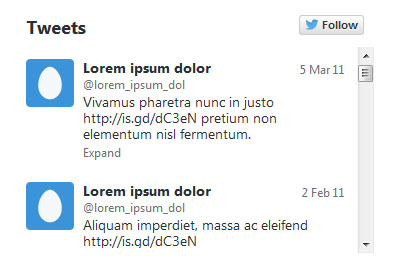 Tweets
Follow
Lorem ipsum dolor
5 Mar 11
@lorem_ipsum_dol
Vivamus pharetra nunc in justo
http://is.gd/dC3eN pretium non
elementum nisl fermentum.
Expand
Lorem ipsum dolor
2 Feb 11
@lorem_ipsum_dol
Aliquam imperdiet, massa ac eleifend
http://is.gd/dC3eN